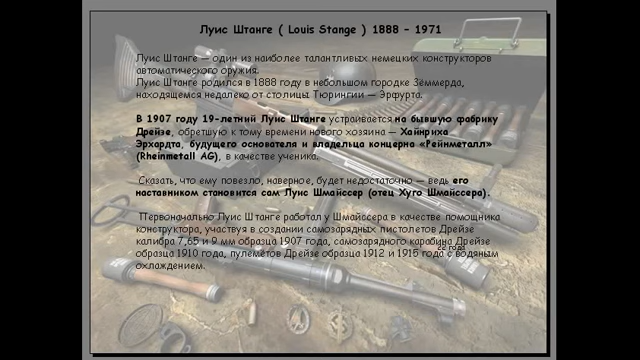 Луис Штанге ( Louis Stange ) 1888 – 1971
Луис Штанге — один из наиболее талантливых немецких конструкторов
автоматического оружия.
Луис Штанге родился в 1888 году в небольшом городке Зёммерда,
находящемся недалеко от столицы Тюрингии — Эрфурта.
В 1907 году 19-летний Луис Штанге устраивается на бывшую фабрику
Дрейзе, обретшую к тому времени нового хозяина — Хайнриха
Эрхардта, будущего основателя и владельца концерна «Рейнметалл»
(Rheinmetall AG), в качестве ученика.
Сказать, что ему повезло, наверное, будет недостаточно — ведь его
наставником становится сам Луис Шмайссер (отец Хуго Шмайссера).
Первоначально Луис Штанге работал у Шмайссера в качестве помощника
конструктора, участвуя в создании самозарядных пистолетов Дрейзе
калибра 7,65 и 9 мм образца 1907 года, самозарядного карабина Дрейзе
образца 1910 года, пулеметов Дрейзе образца 1912 и 1915 года с водяным
охлаждением.